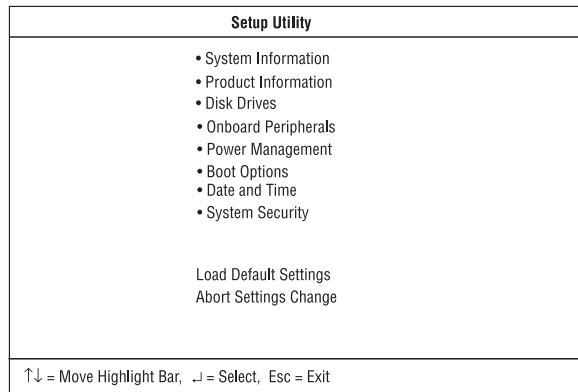 Setup Utility
• System Information
• Product Information
• Disk Drives
• Onboard Peripherals
• Power Management
• Boot Options
• Date and Time
• System Security
Load Default Settings
Abort Settings Change
↑↓ = Move Highlight Bar, ↵ = Select, Esc = Exit